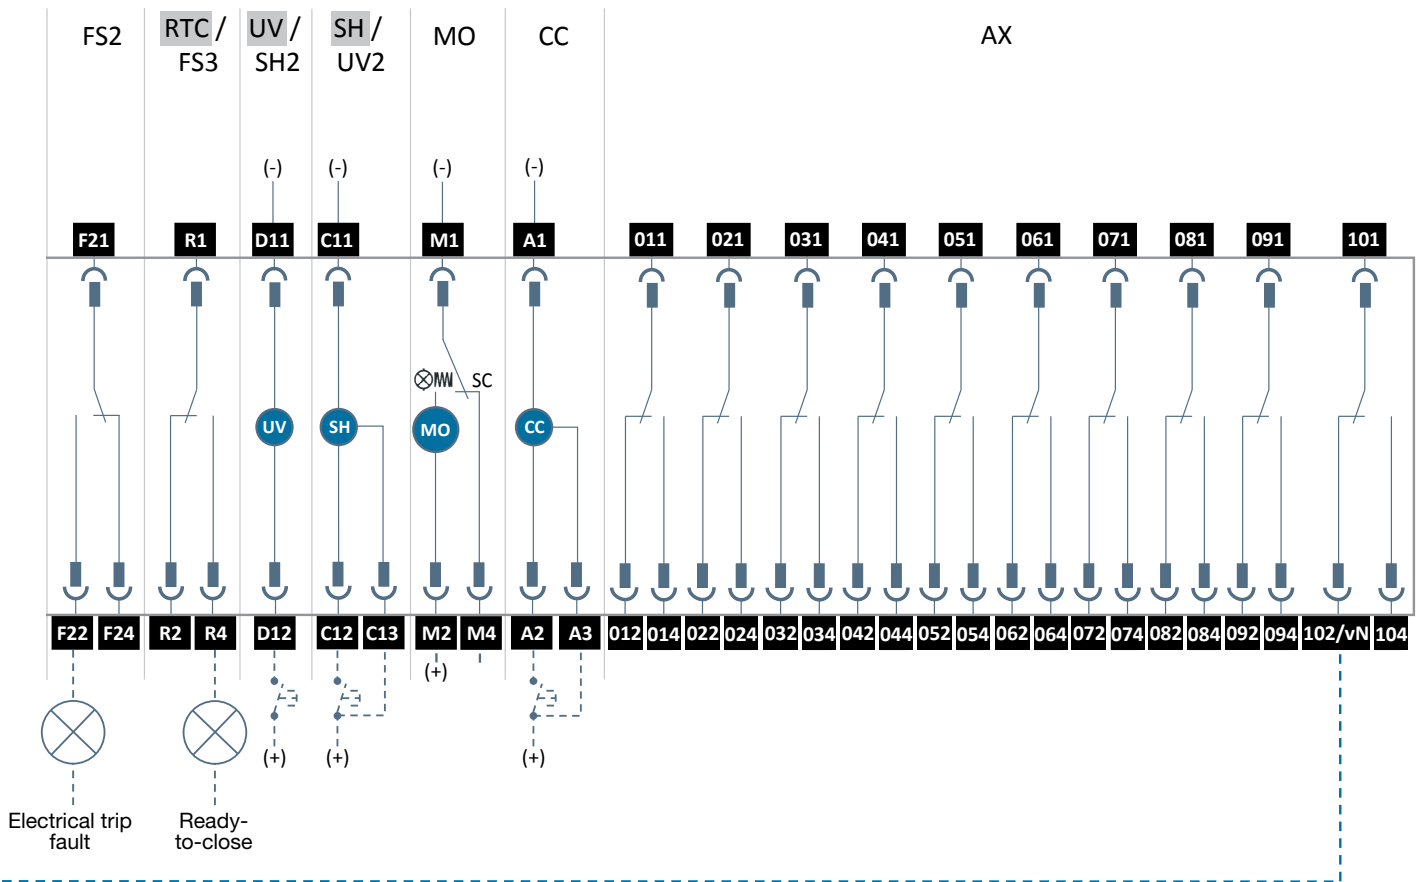 FS2 RTC / UV / SH / MO CC AX
FS3 SH2 UV2
(-) (-) (-) (-)
F21 R1 D11 C11 M1 A1 011 021 031 041 051 061 071 081 091 101
SC
UV SH MO CC
F22 F24 R2 R4 D12 C12 C13 M2 M4 A2 A3 012 014 022 024 032 034 042 044 052 054 062 064 072 074 082 084 092 094 102/vN 104
(+)
(+) (+) (+)
Electrical trip
fault
Ready-
to-close